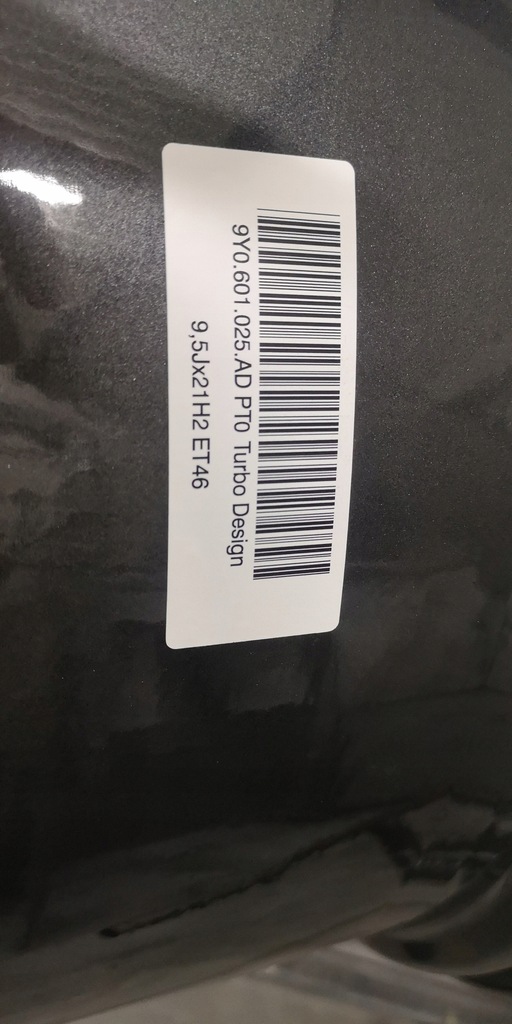 9Y0.601.025.AD PT0 Turbo Design
9,5Jx21H2 ET46